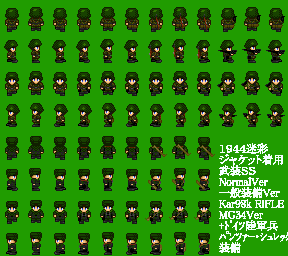 1944迷彩
ジャケット着用
武装SS
NormalVer
一般装備Ver
Kar98k RIFLE
MG34Ver
+ﾄﾞｲﾂ陸軍兵
ﾊﾟﾝﾂｧｰ･ｼｭﾚｯｸ
装備